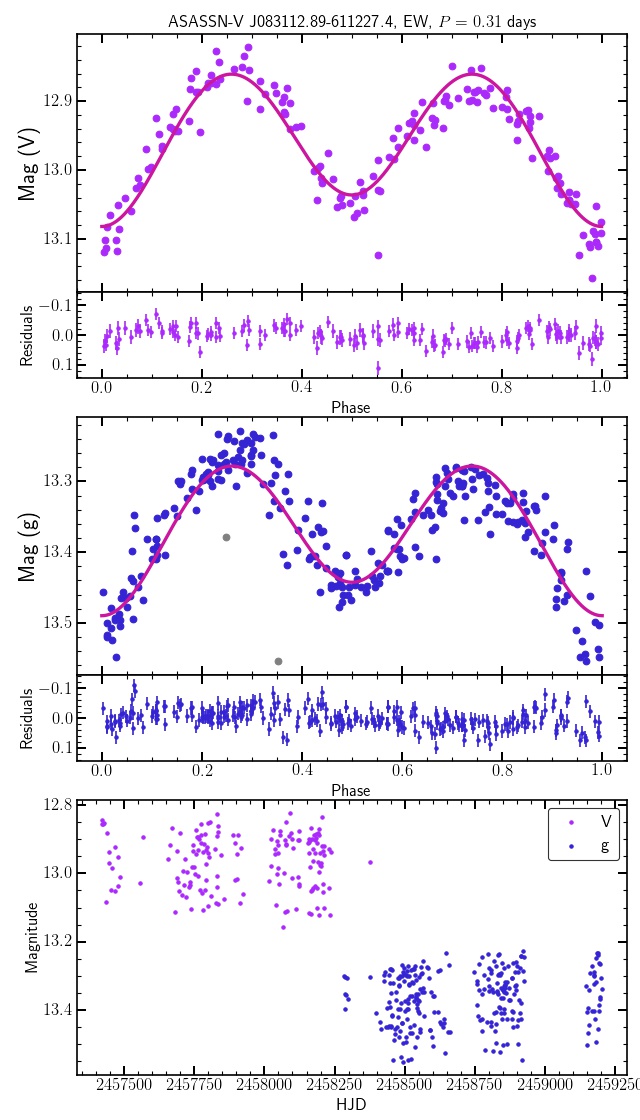 ASASSN-V J083112.89-611227.4, EW, P = 0.31 days
Mag (V)
12.9
13.0
13.1
Residuals
−0.1
0.0
0.1
0.0 0.2 0.4 0.6 0.8 1.0
Phase
Mag (g)
13.3
13.4
13.5
Residuals
−0.1
0.0
0.1
0.0 0.2 0.4 0.6 0.8 1.0
Phase
Magnitude
12.8
13.0
13.2
13.4
V
g
2457500 2457750 2458000 2458250 2458500 2458750 2459000 245925
HJD